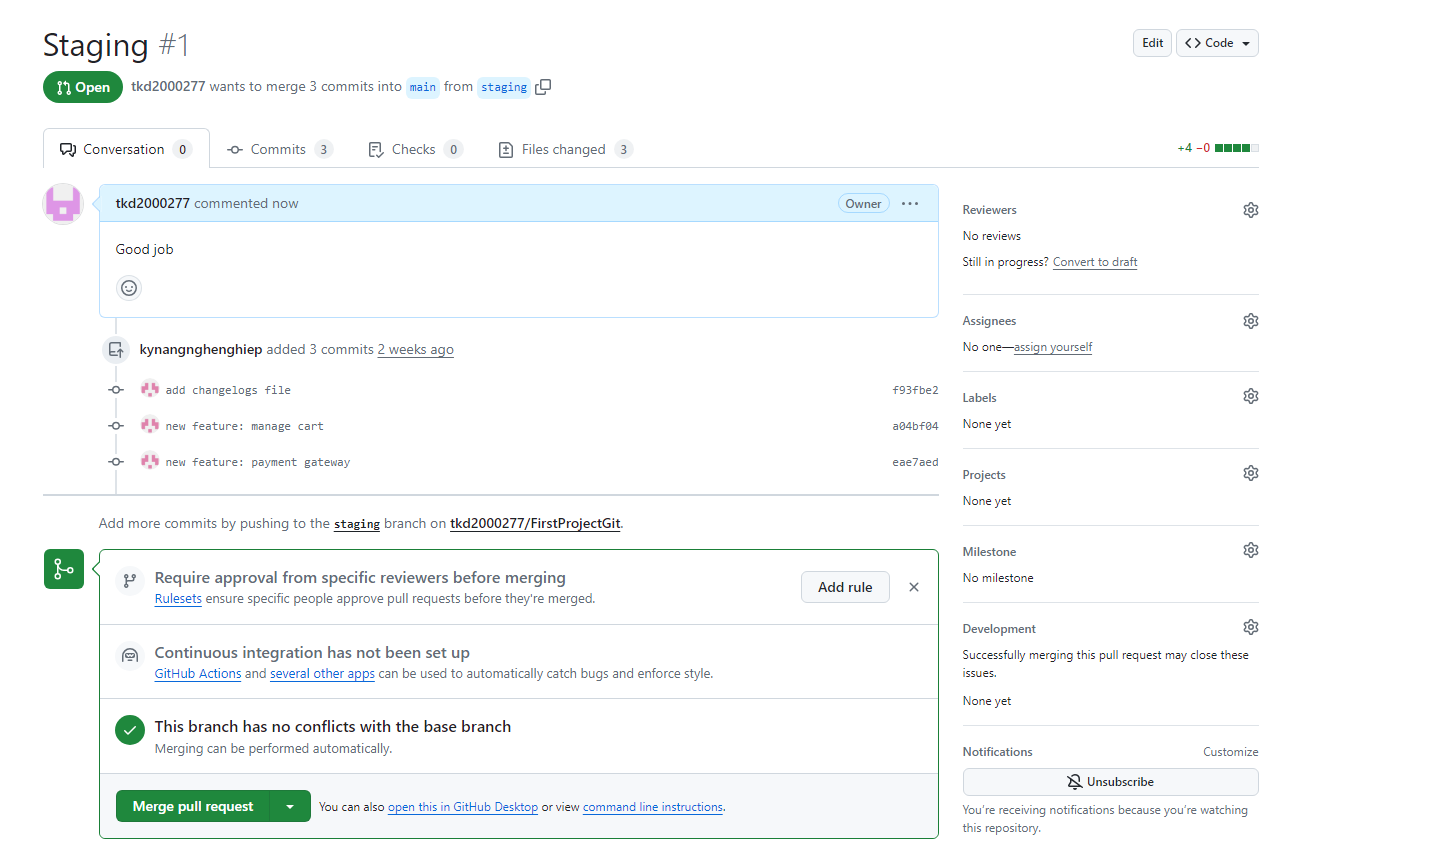 Staging #1
Edit
Code
Open
tkd2000277 wants to merge 3 commits into main from staging
Conversation 0
Commits 3
Checks 0
Files changed 3
+4 −0
tkd2000277 commented now
Owner
Good job
kynangnghenghiep added 3 commits 2 weeks ago
add changelogs file f93fbe2
new feature: manage cart a04bf04
new feature: payment gateway eae7aed
Add more commits by pushing to the staging branch on tkd2000277/FirstProjectGit.
Require approval from specific reviewers before merging
Rulesets ensure specific people approve pull requests before they're merged.
Add rule
Continuous integration has not been set up
GitHub Actions and several other apps can be used to automatically catch bugs and enforce style.
This branch has no conflicts with the base branch
Merging can be performed automatically.
Merge pull request
You can also open this in GitHub Desktop or view command line instructions.
Reviewers
No reviews
Still in progress? Convert to draft
Assignees
No one—assign yourself
Labels
None yet
Projects
None yet
Milestone
No milestone
Development
Successfully merging this pull request may close these
issues.
None yet
Notifications
Customize
Unsubscribe
You're receiving notifications because you're watching
this repository.